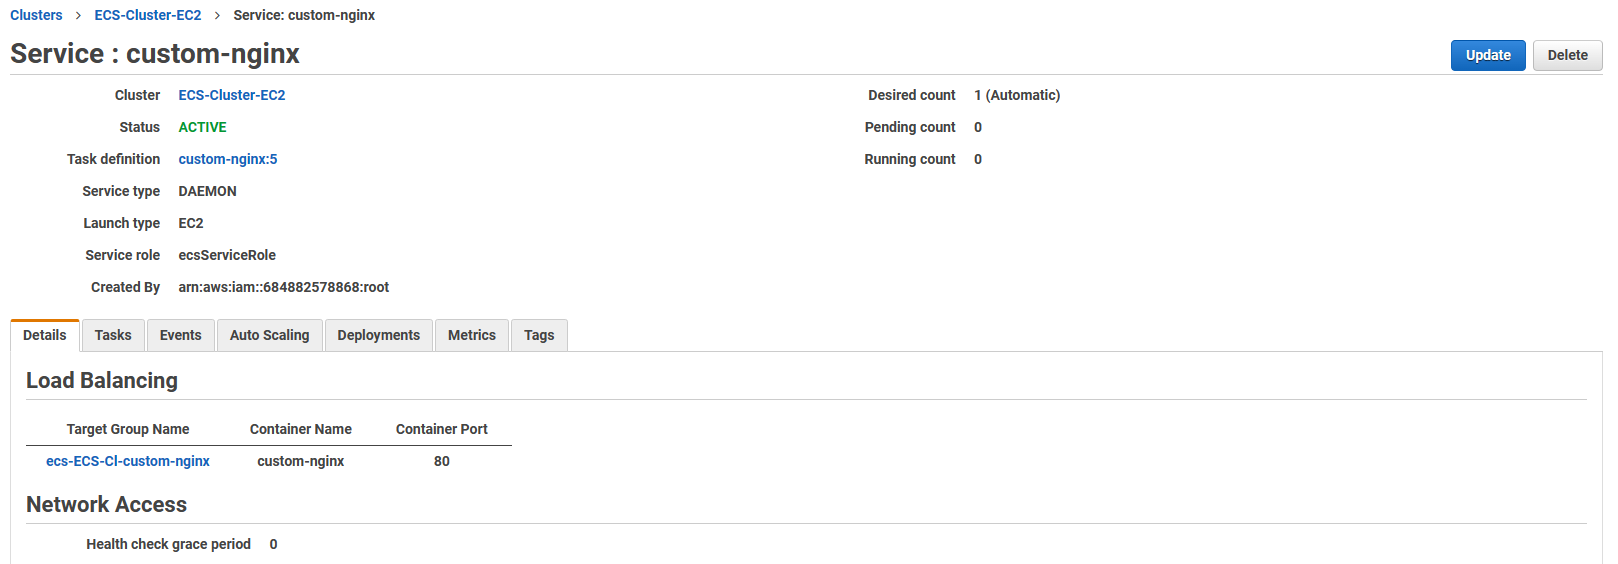 Clusters > ECS-Cluster-EC2 > Service: custom-nginx
Service : custom-nginx
Update Delete
Cluster ECS-Cluster-EC2 Desired count 1 (Automatic)
Status ACTIVE Pending count 0
Task definition custom-nginx:5 Running count 0
Service type DAEMON
Launch type EC2
Service role ecsServiceRole
Created By arn:aws:iam::684882578868:root
Details Tasks Events Auto Scaling Deployments Metrics Tags
Load Balancing
Target Group Name Container Name Container Port
ecs-ECS-Cl-custom-nginx custom-nginx 80
Network Access
Health check grace period 0